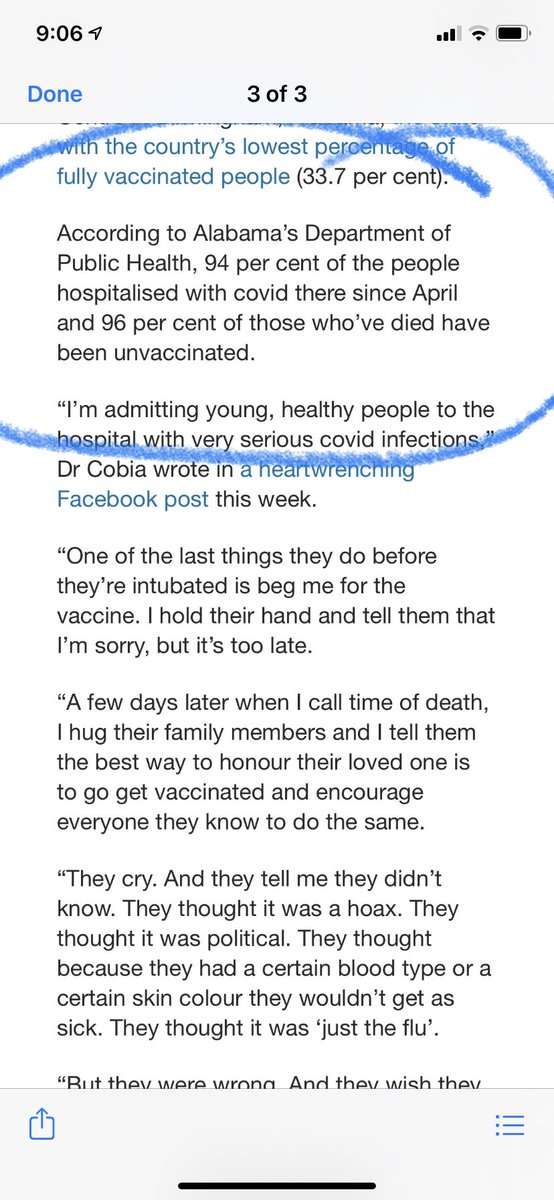 9:06
Done
3 of 3
with the country's lowest percentage of
fully vaccinated people (33.7 per cent).
According to Alabama's Department of
Public Health, 94 per cent of the people
hospitalised with covid there since April
and 96 per cent of those who've died have
been unvaccinated.
“I'm admitting young, healthy people to the
hospital with very serious covid infections,”
Dr Cobia wrote in a heartwrenching
Facebook post this week.
“One of the last things they do before
they're intubated is beg me for the
vaccine. I hold their hand and tell them that
I'm sorry, but it's too late.
“A few days later when I call time of death,
I hug their family members and I tell them
the best way to honour their loved one is
to go get vaccinated and encourage
everyone they know to do the same.
“They cry. And they tell me they didn't
know. They thought it was a hoax. They
thought it was political. They thought
because they had a certain blood type or a
certain skin colour they wouldn't get as
sick. They thought it was ‘just the flu’.
“But they were wrong. And they wish they